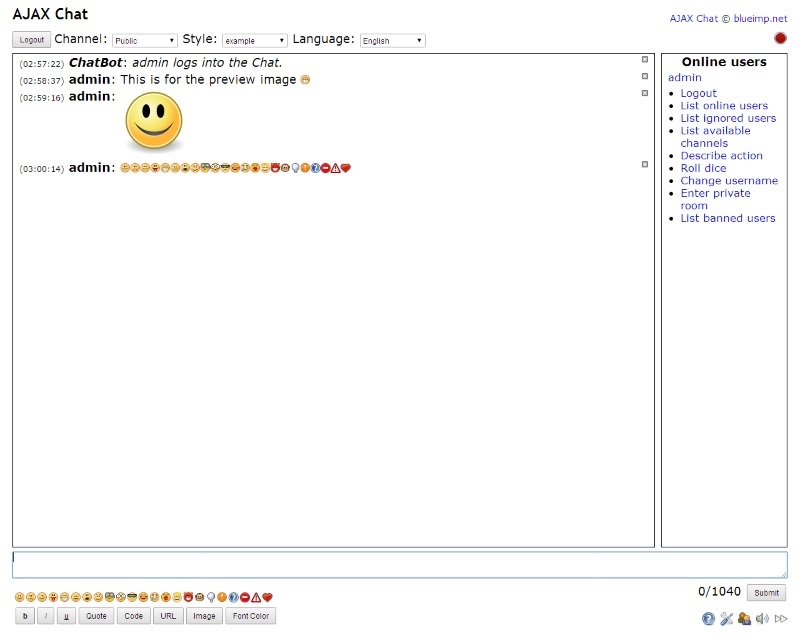 AJAX Chat
AJAX Chat © blueimp.net
Logout Channel: Public Style: example Language: English
(02:57:22) ChatBot: admin logs into the Chat.
(02:58:37) admin: This is for the preview image
(02:59:16) admin:
(03:00:14) admin:
Online users
admin
Logout
List online users
List ignored users
List available
channels
Describe action
Roll dice
Change username
Enter private
room
List banned users
0/1040 Submit
b i u Quote Code URL Image Font Color